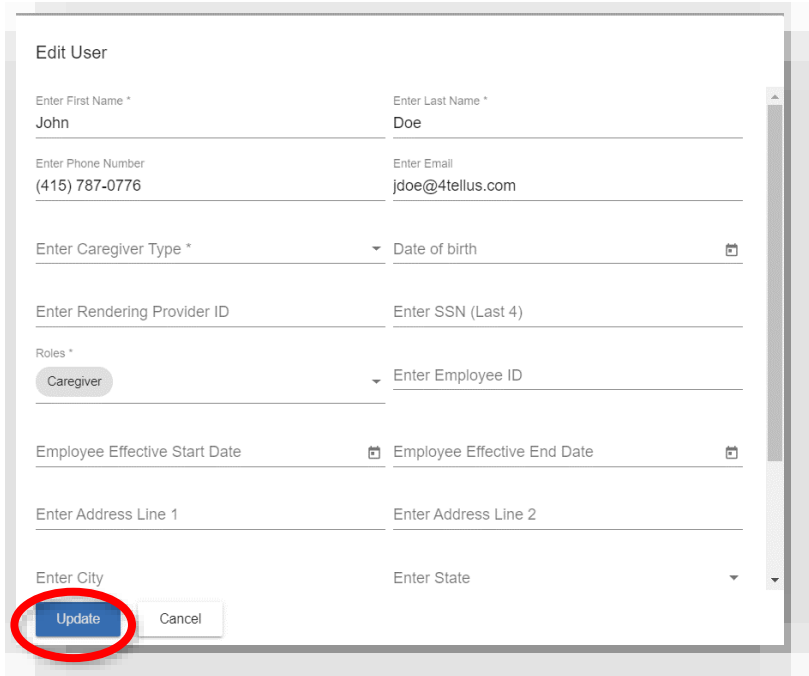 Edit User
Enter First Name *
Enter Last Name *
John
Doe
Enter Phone Number
Enter Email
(415) 787-0776
jdoe@4tellus.com
Enter Caregiver Type *
Date of birth
Enter Rendering Provider ID
Enter SSN (Last 4)
Roles *
Caregiver
Enter Employee ID
Employee Effective Start Date
Employee Effective End Date
Enter Address Line 1
Enter Address Line 2
Enter City
Enter State
Update
Cancel